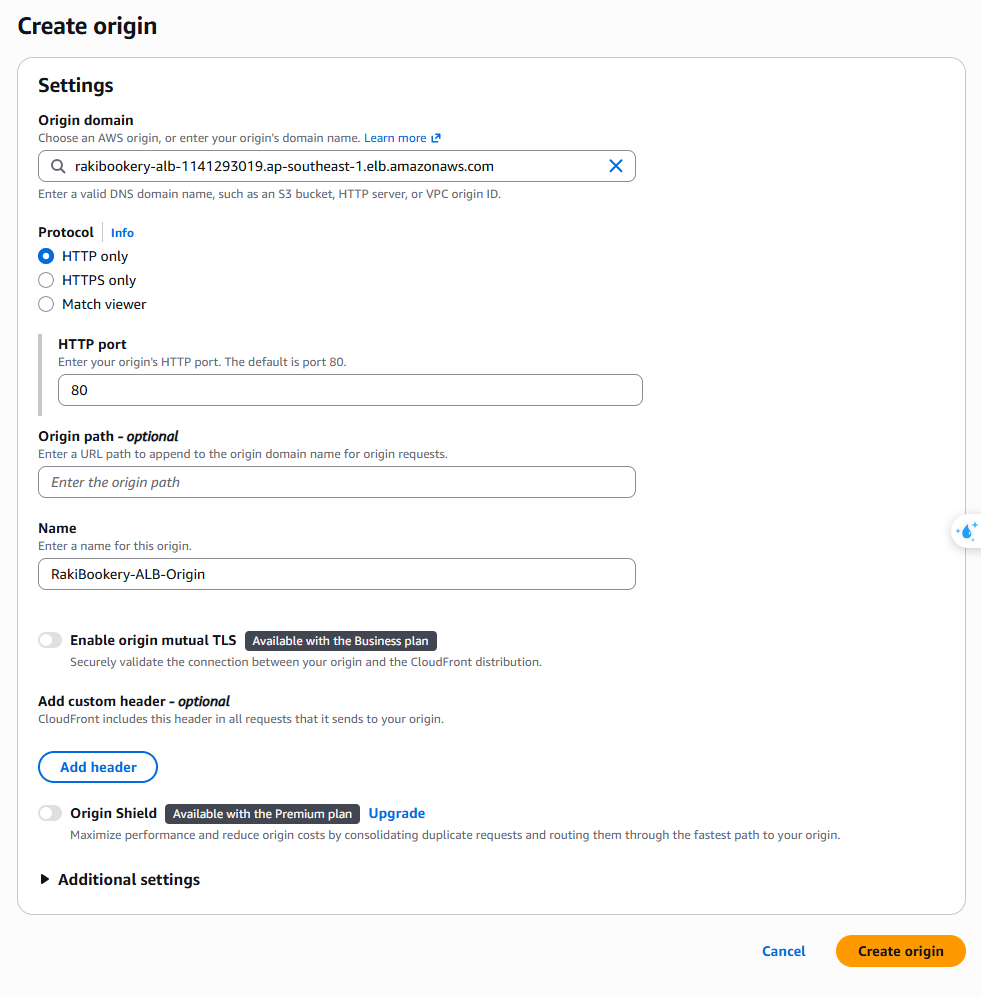 Create origin
Settings
Origin domain
Choose an AWS origin, or enter your origin's domain name. Learn more
rakibookery-alb-1141293019.ap-southeast-1.elb.amazonaws.com
Enter a valid DNS domain name, such as an S3 bucket, HTTP server, or VPC origin ID.
Protocol Info
HTTP only
HTTPS only
Match viewer
HTTP port
Enter your origin's HTTP port. The default is port 80.
80
Origin path - optional
Enter a URL path to append to the origin domain name for origin requests.
Enter the origin path
Name
Enter a name for this origin.
RakiBookery-ALB-Origin
Enable origin mutual TLS Available with the Business plan
Securely validate the connection between your origin and the CloudFront distribution.
Add custom header - optional
CloudFront includes this header in all requests that it sends to your origin.
Add header
Origin Shield Available with the Premium plan Upgrade
Maximize performance and reduce origin costs by consolidating duplicate requests and routing them through the fastest path to your origin.
Additional settings
Cancel Create origin